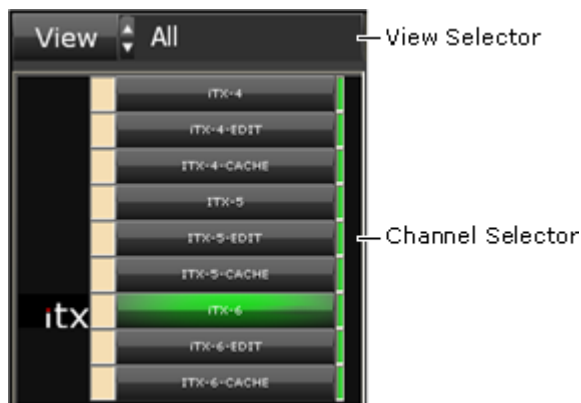 View All View Selector
iTX-4
iTX-4-EDIT
ITX-4-CACHE
ITX-5
ITX-5-EDIT Channel Selector
ITX-5-CACHE
itx iTX-6
iTX-6-EDIT
ITX-6-CACHE